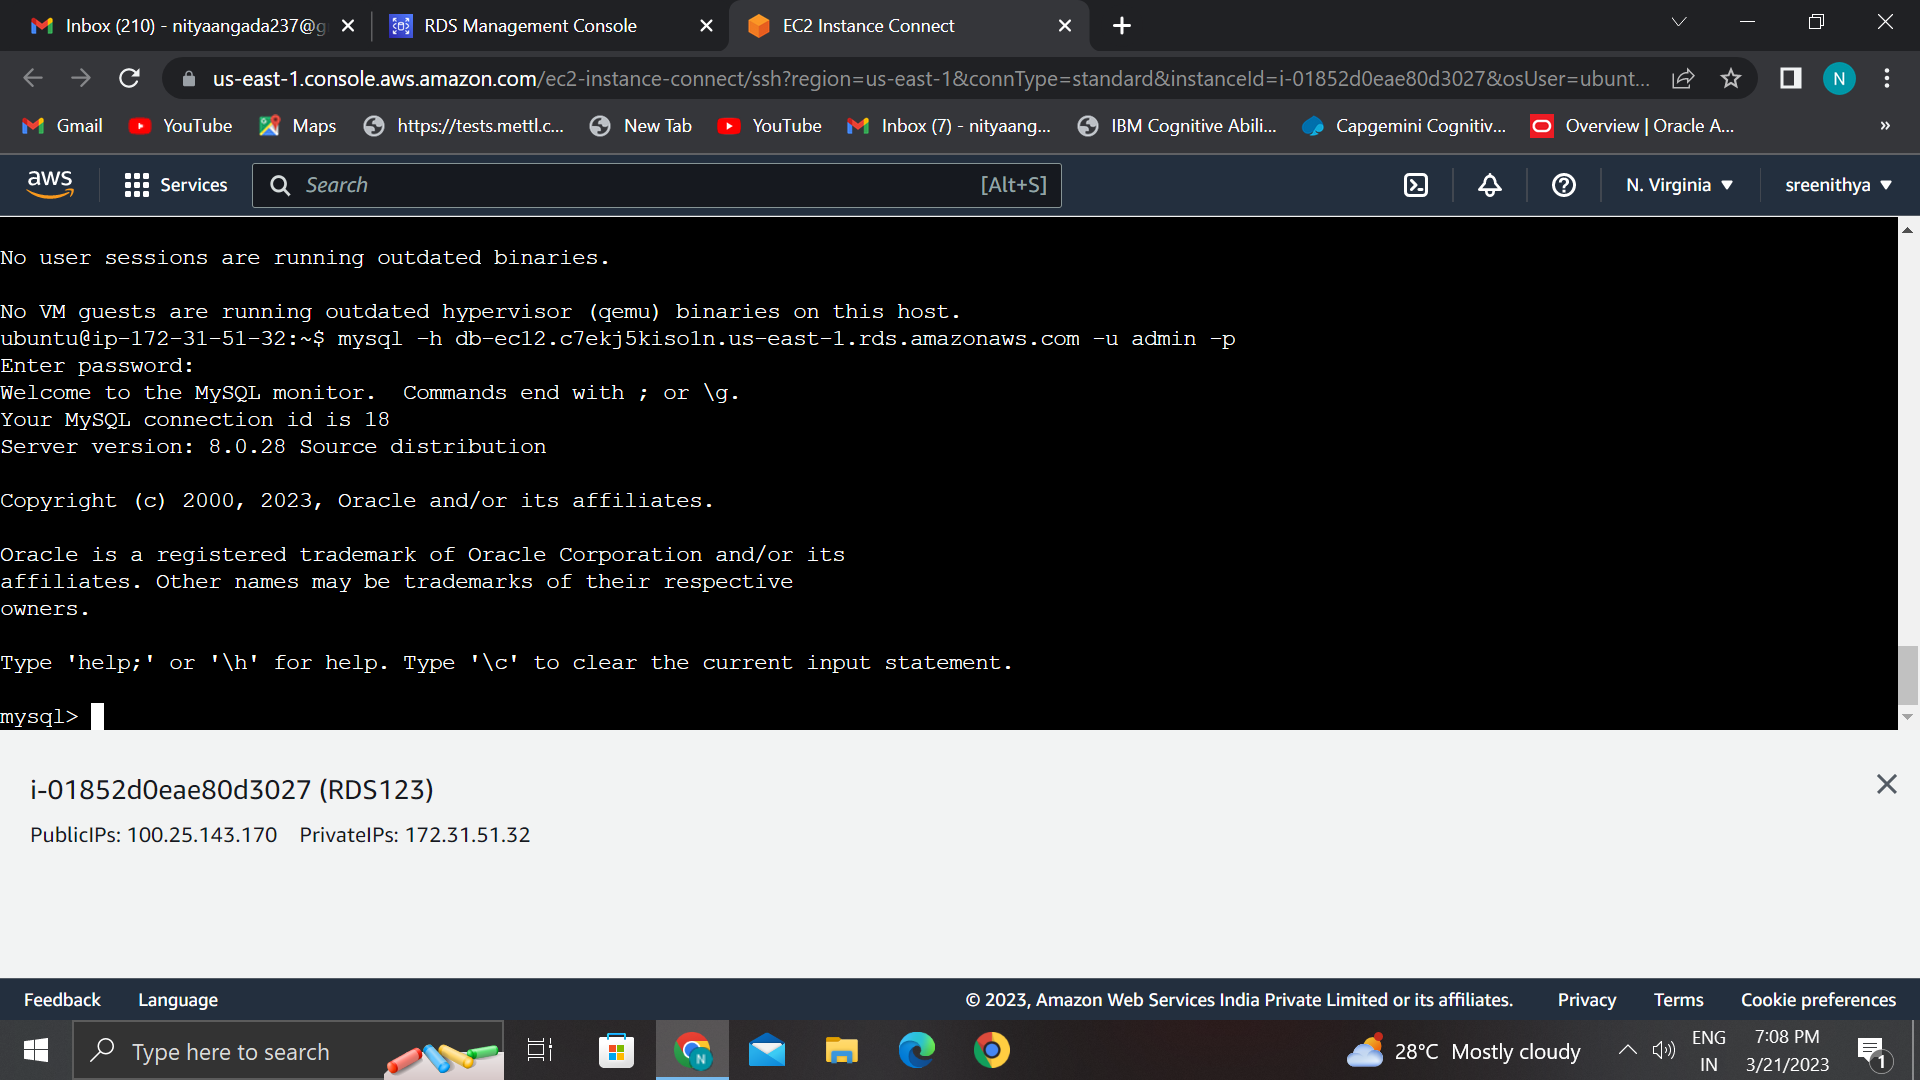 Inbox (210) - nityaangada237@g
RDS Management Console
EC2 Instance Connect
us-east-1.console.aws.amazon.com/ec2-instance-connect/ssh?region=us-east-1&connType=standard&instanceId=i-01852d0eae80d3027&osUser=ubunt...
N
Gmail
YouTube
Maps
https://tests.mettl.c...
New Tab
YouTube
Inbox (7) - nityaang...
IBM Cognitive Abili...
Capgemini Cognitiv...
Overview | Oracle A...
»
aws
Services
Search
[Alt+S]
N. Virginia
sreenithya
No user sessions are running outdated binaries.
No VM guests are running outdated hypervisor (qemu) binaries on this host.
ubuntu@ip-172-31-51-32:~$ mysql -h db-ec12.c7ekj5kiso1n.us-east-1.rds.amazonaws.com -u admin -p
Enter password:
Welcome to the MySQL monitor.  Commands end with ; or \g.
Your MySQL connection id is 18
Server version: 8.0.28 Source distribution
Copyright (c) 2000, 2023, Oracle and/or its affiliates.
Oracle is a registered trademark of Oracle Corporation and/or its
affiliates. Other names may be trademarks of their respective
owners.
Type 'help;' or '\h' for help. Type '\c' to clear the current input statement.
mysql>
i-01852d0eae80d3027 (RDS123)
PublicIPs: 100.25.143.170 PrivateIPs: 172.31.51.32
Feedback
Language
© 2023, Amazon Web Services India Private Limited or its affiliates.
Privacy
Terms
Cookie preferences
Type here to search
N
28°C Mostly cloudy
ENG
IN
7:08 PM
3/21/2023
1